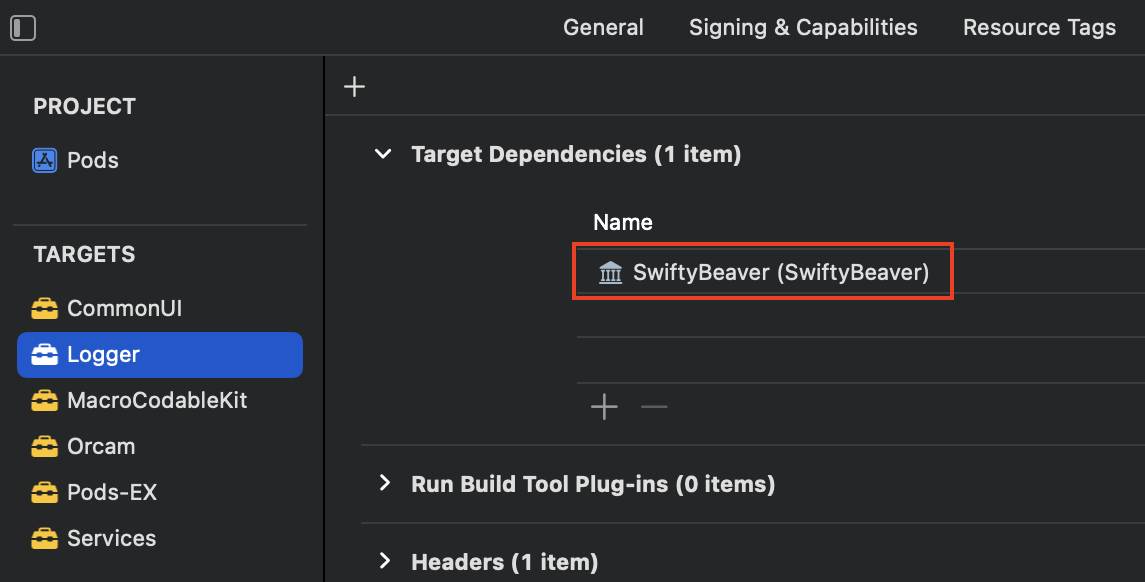 General
Signing & Capabilities
Resource Tags
PROJECT
Pods
TARGETS
CommonUI
Logger
MacroCodableKit
Orcam
Pods-EX
Services
Target Dependencies (1 item)
Name
SwiftyBeaver (SwiftyBeaver)
Run Build Tool Plug-ins (0 items)
Headers (1 item)